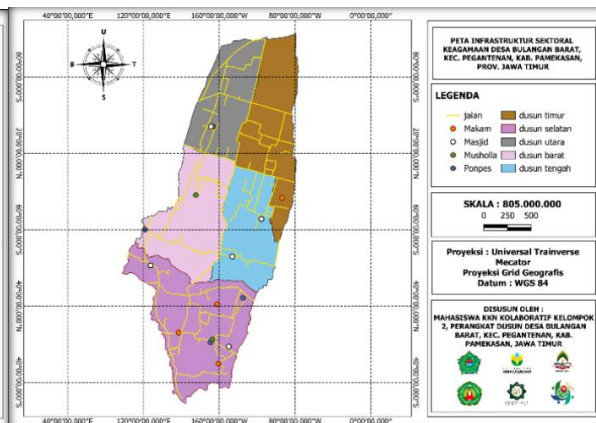 40°00'00,000"E 120°00'00,000"E 160°00'00,000"W 80°00'00,000"W 0°00'00,000"W
U
B T
S
40°00'00,000"E 120°00'00,000"E 160°00'00,000"W 80°00'00,000"W 0°00'00,000"W
PETA INFRASTRUKTUR SEKTORAL
KEAGAMAAN DESA BULANGAN BARAT,
KEC. PEGANTENAN, KAB. PAMEKASAN,
PROV. JAWA TIMUR
LEGENDA
jalan
Makam
Masjid
Musholla
Ponpes
dusun timur
dusun selatan
dusun utara
dusun barat
dusun tengah
SKALA : 805.000.000
0 250 500
Proyeksi : Universal Trainverse
Mecator
Proyeksi Grid Geografis
Datum : WGS 84
DISUSUN OLEH :
MAHASISWA KKN KOLABORATIF KELOMPOK
2, PERANGKAT DUSUN DESA BULANGAN
BARAT, KEC. PEGANTENAN, KAB.
PAMEKASAN, JAWA TIMUR